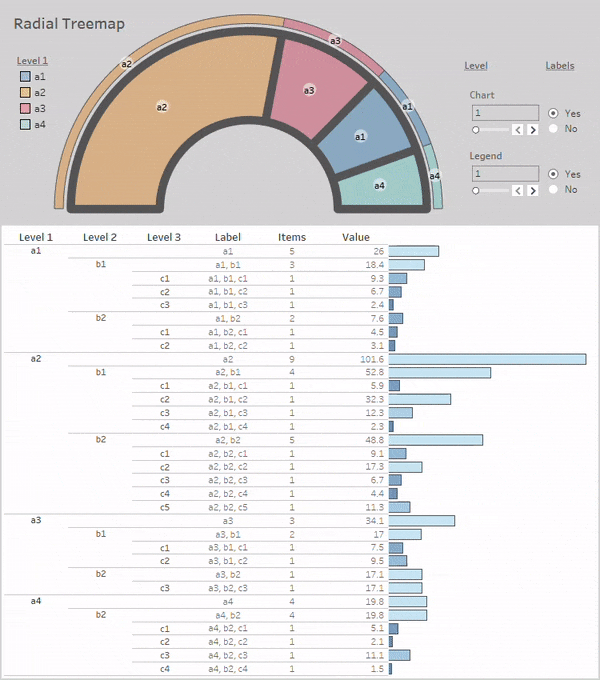 Radial Treemap
Level 1
a1
a2
a3
a4
a2
a3
a1
a4
a2
a3
a1
a4
Level Labels
Chart
1 Yes
No
Legend
1 Yes
No
Level 1 Level 2 Level 3 Label Items Value
a1 a1 5 26
b1 a1, b1 3 18.4
c1 a1, b1, c1 1 9.3
c2 a1, b1, c2 1 6.7
c3 a1, b1, c3 1 2.4
b2 a1, b2 2 7.6
c1 a1, b2, c1 1 4.5
c2 a1, b2, c2 1 3.1
a2 a2 9 101.6
b1 a2, b1 4 52.8
c1 a2, b1, c1 1 5.9
c2 a2, b1, c2 1 32.3
c3 a2, b1, c3 1 12.3
c4 a2, b1, c4 1 2.3
b2 a2, b2 5 48.8
c1 a2, b2, c1 1 9.1
c2 a2, b2, c2 1 17.3
c3 a2, b2, c3 1 6.7
c4 a2, b2, c4 1 4.4
c5 a2, b2, c5 1 11.3
a3 a3 3 34.1
b1 a3, b1 2 17
c1 a3, b1, c1 1 7.5
c2 a3, b1, c2 1 9.5
b2 a3, b2 1 17.1
c3 a3, b2, c3 1 17.1
a4 a4 4 19.8
b2 a4, b2 4 19.8
c1 a4, b2, c1 1 5.1
c2 a4, b2, c2 1 2.1
c3 a4, b2, c3 1 11.1
c4 a4, b2, c4 1 1.5